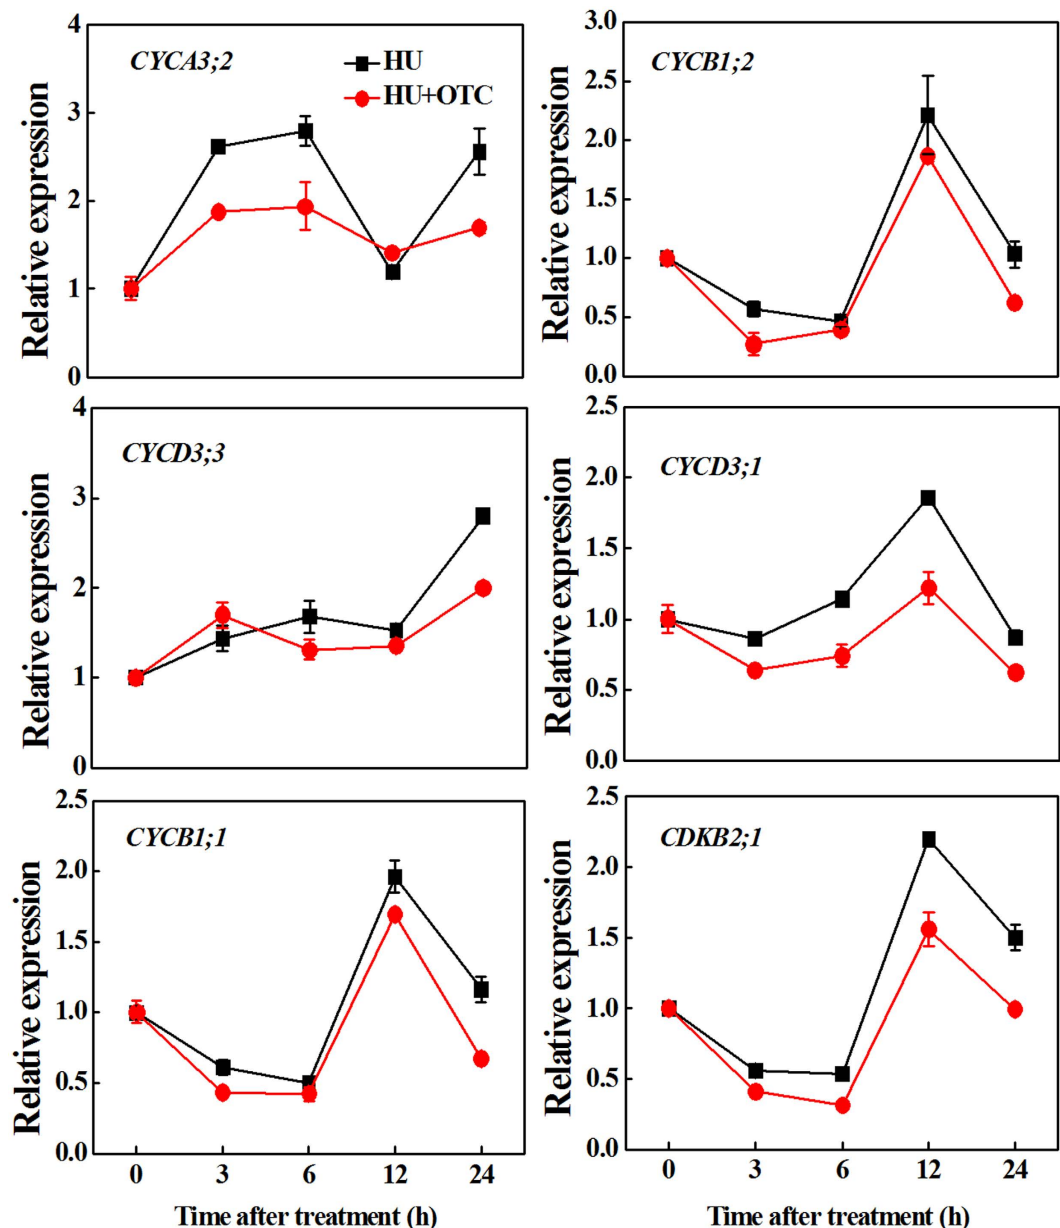 CYCA3;2
HU
HU+OTC
Relative expression
4
3
2
1
0
CYCB1;2
Relative expression
3.0
2.5
2.0
1.5
1.0
0.5
0.0
CYCD3;3
Relative expression
4
3
2
1
0
CYCD3;1
Relative expression
2.5
2.0
1.5
1.0
0.5
0.0
CYCB1;1
Relative expression
2.5
2.0
1.5
1.0
0.5
0.0
0 3 6 12 24
Time after treatment (h)
CDKB2;1
Relative expression
2.5
2.0
1.5
1.0
0.5
0.0
0 3 6 12 24
Time after treatment (h)